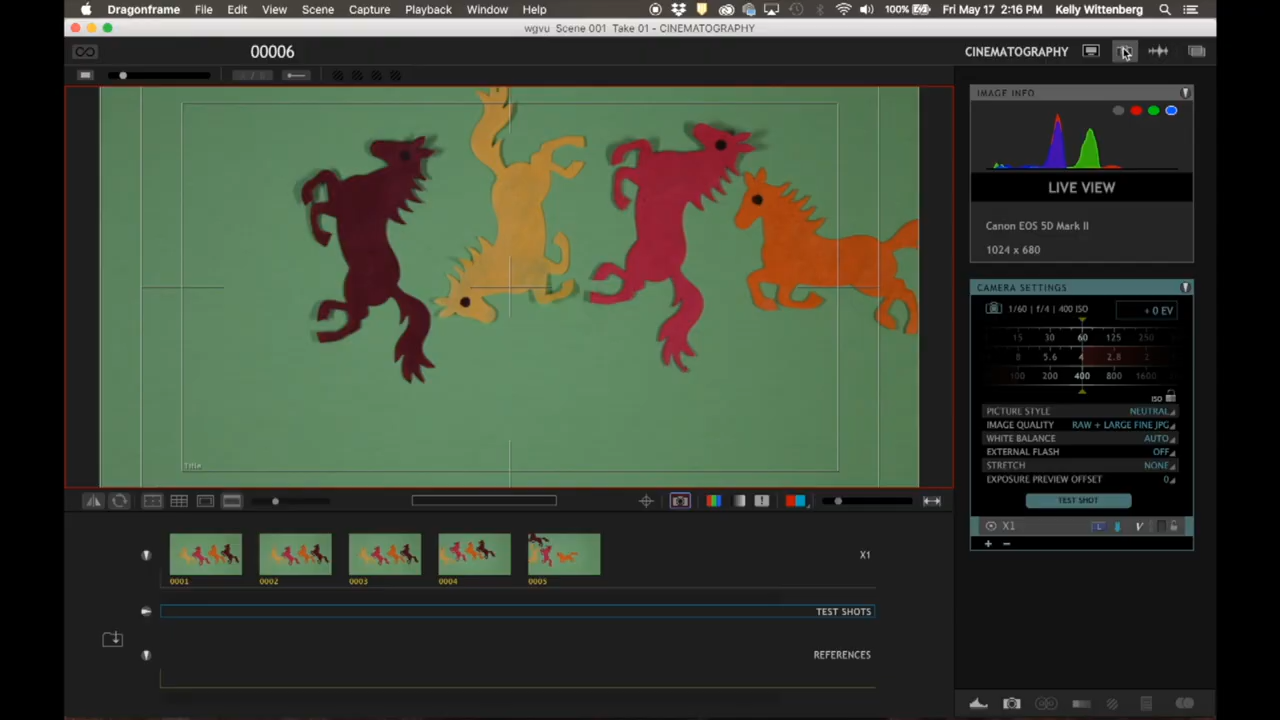 Dragonframe File Edit View Scene Capture Playback Window Help 100% Fri May 17 2:16 PM Kelly Wittenberg
wgvu Scene 001 Take 01 - CINEMATOGRAPHY
00006
CINEMATOGRAPHY
IMAGE INFO
LIVE VIEW
Canon EOS 5D Mark II
1024 x 680
CAMERA SETTINGS
1/60 | f/4 | 400 ISO
+ 0 EV
15 30 60 125 250
8 5.6 4 2.8 2
100 200 400 800 1600
ISO
PICTURE STYLE NEUTRAL
IMAGE QUALITY RAW + LARGE FINE JPG
WHITE BALANCE AUTO
EXTERNAL FLASH OFF
STRETCH NONE
EXPOSURE PREVIEW OFFSET 0
TEST SHOT
X1 L V
Title
X1
0001 0002 0003 0004 0005
TEST SHOTS
REFERENCES